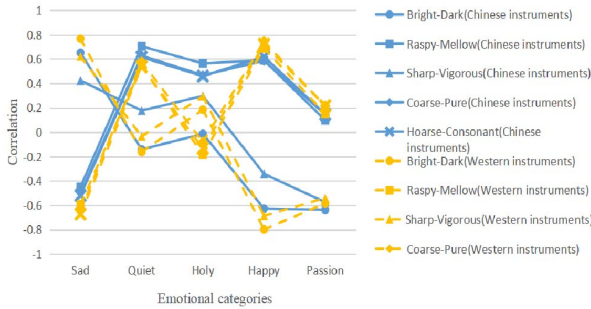 1
0.8
0.6
0.4
0.2
0
-0.2
-0.4
-0.6
-0.8
-1
Correlation
Sad Quiet Holy Happy Passion
Emotional categories
Bright-Dark(Chinese instruments)
Raspy-Mellow(Chinese instruments)
Sharp-Vigorous(Chinese instruments)
Coarse-Pure(Chinese instruments)
Hoarse-Consonant(Chinese
instruments)
Bright-Dark(Western instruments)
Raspy-Mellow(Western instruments)
Sharp-Vigorous(Western instruments)
Coarse-Pure(Western instruments)